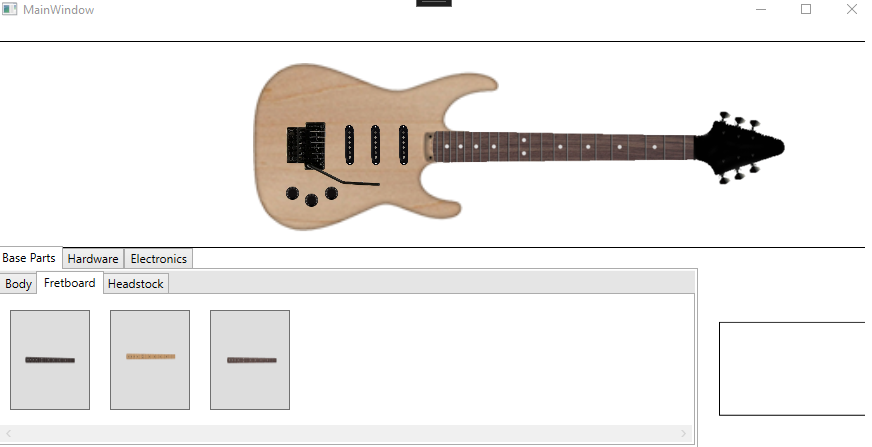 MainWindow
Base Parts Hardware Electronics
Body Fretboard Headstock